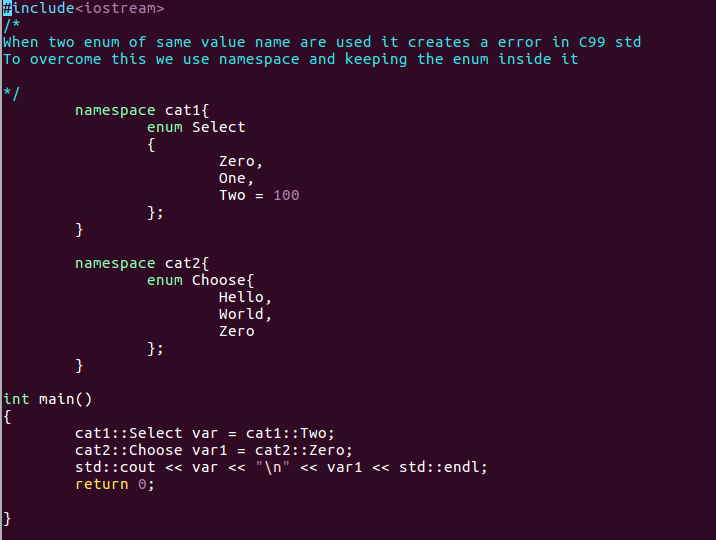 #include<iostream>
/*
When two enum of same value name are used it creates a error in C99 std
To overcome this we use namespace and keeping the enum inside it
*/
namespace cat1{
enum Select
{
Zero,
One,
Two = 100
};
}
namespace cat2{
enum Choose{
Hello,
World,
Zero
};
}
int main()
{
cat1::Select var = cat1::Two;
cat2::Choose var1 = cat2::Zero;
std::cout << var << "\n" << var1 << std::endl;
return 0;
}